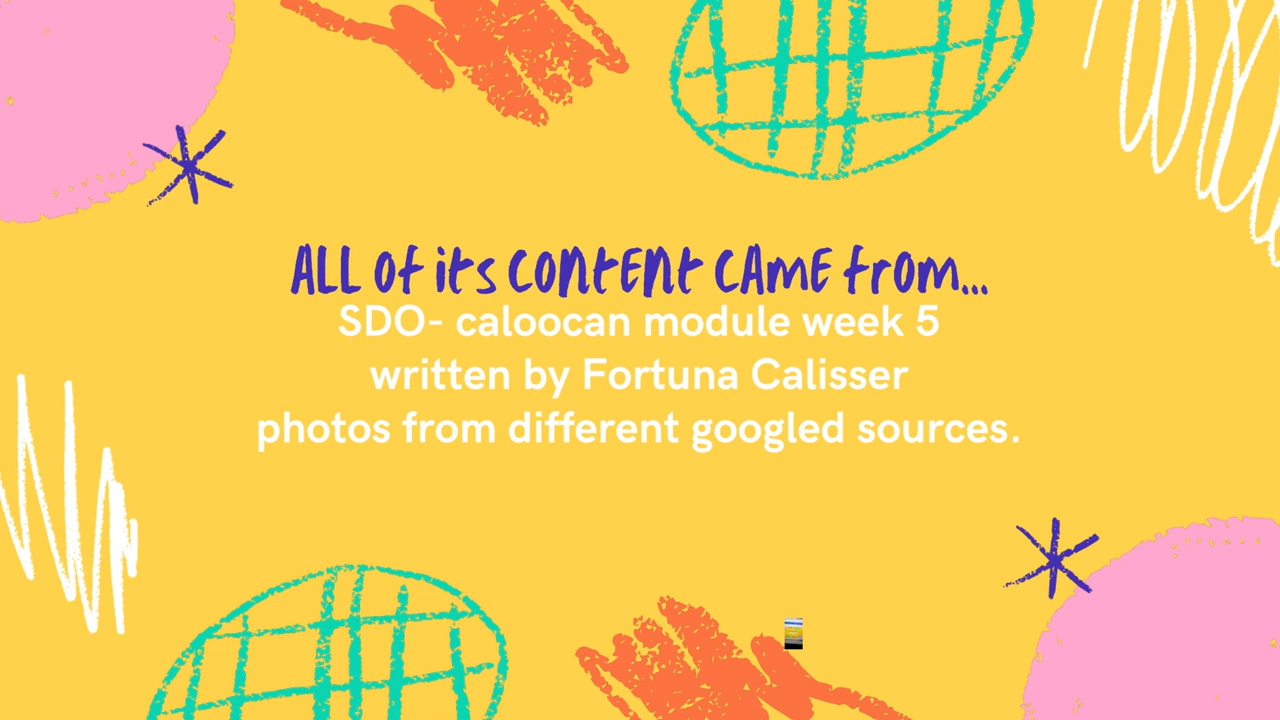 ALL of its CONTENT CAME from...
SDO- caloocan module week 5
written by Fortuna Calisser
photos from different googled sources.